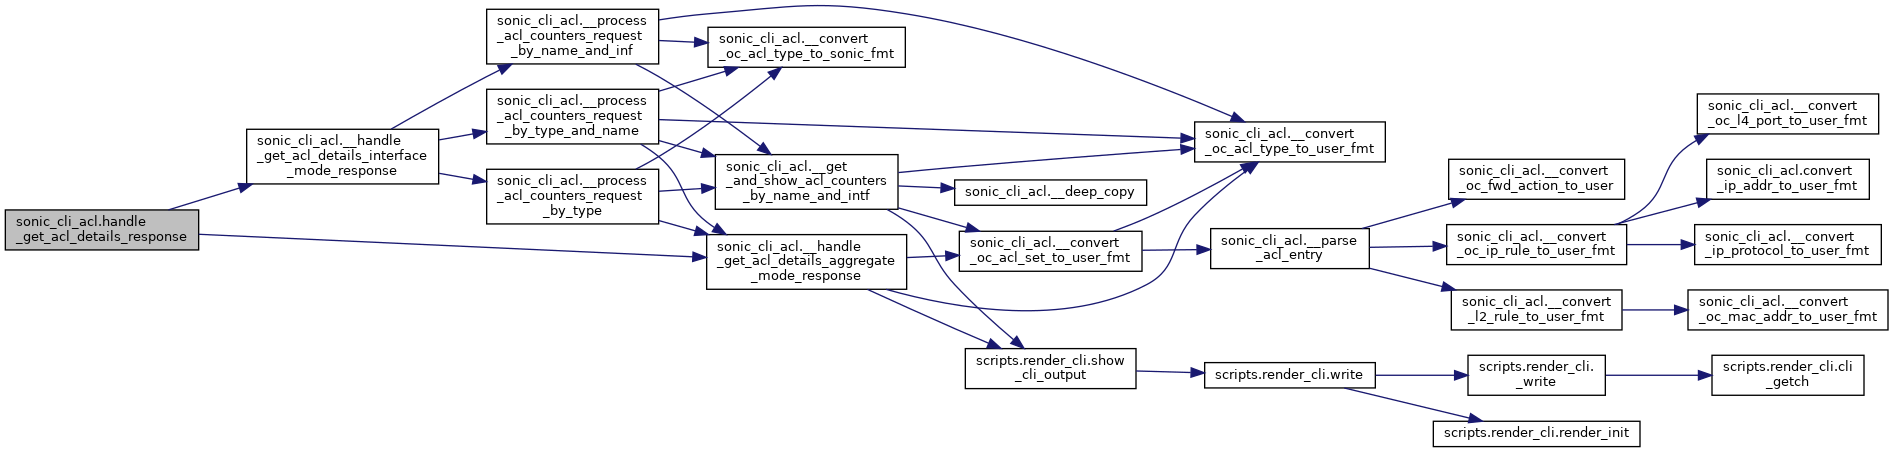 sonic_cli_acl.handle
_get_acl_details_response
sonic_cli_acl.__handle
_get_acl_details_interface
_mode_response
sonic_cli_acl.__process
_acl_counters_request
_by_name_and_inf
sonic_cli_acl.__process
_acl_counters_request
_by_type_and_name
sonic_cli_acl.__process
_acl_counters_request
_by_type
sonic_cli_acl.__convert
_oc_acl_type_to_sonic_fmt
sonic_cli_acl.__get
_and_show_acl_counters
_by_name_and_intf
sonic_cli_acl.__handle
_get_acl_details_aggregate
_mode_response
sonic_cli_acl.__deep_copy
sonic_cli_acl.__convert
_oc_acl_set_to_user_fmt
scripts.render_cli.show
_cli_output
sonic_cli_acl.__convert
_oc_acl_type_to_user_fmt
sonic_cli_acl.__parse
_acl_entry
scripts.render_cli.write
sonic_cli_acl.__convert
_oc_fwd_action_to_user
sonic_cli_acl.__convert
_oc_ip_rule_to_user_fmt
sonic_cli_acl.__convert
_l2_rule_to_user_fmt
scripts.render_cli.
_write
scripts.render_cli.render_init
sonic_cli_acl.__convert
_oc_l4_port_to_user_fmt
sonic_cli_acl.convert
_ip_addr_to_user_fmt
sonic_cli_acl.__convert
_ip_protocol_to_user_fmt
sonic_cli_acl.__convert
_oc_mac_addr_to_user_fmt
scripts.render_cli.cli
_getch